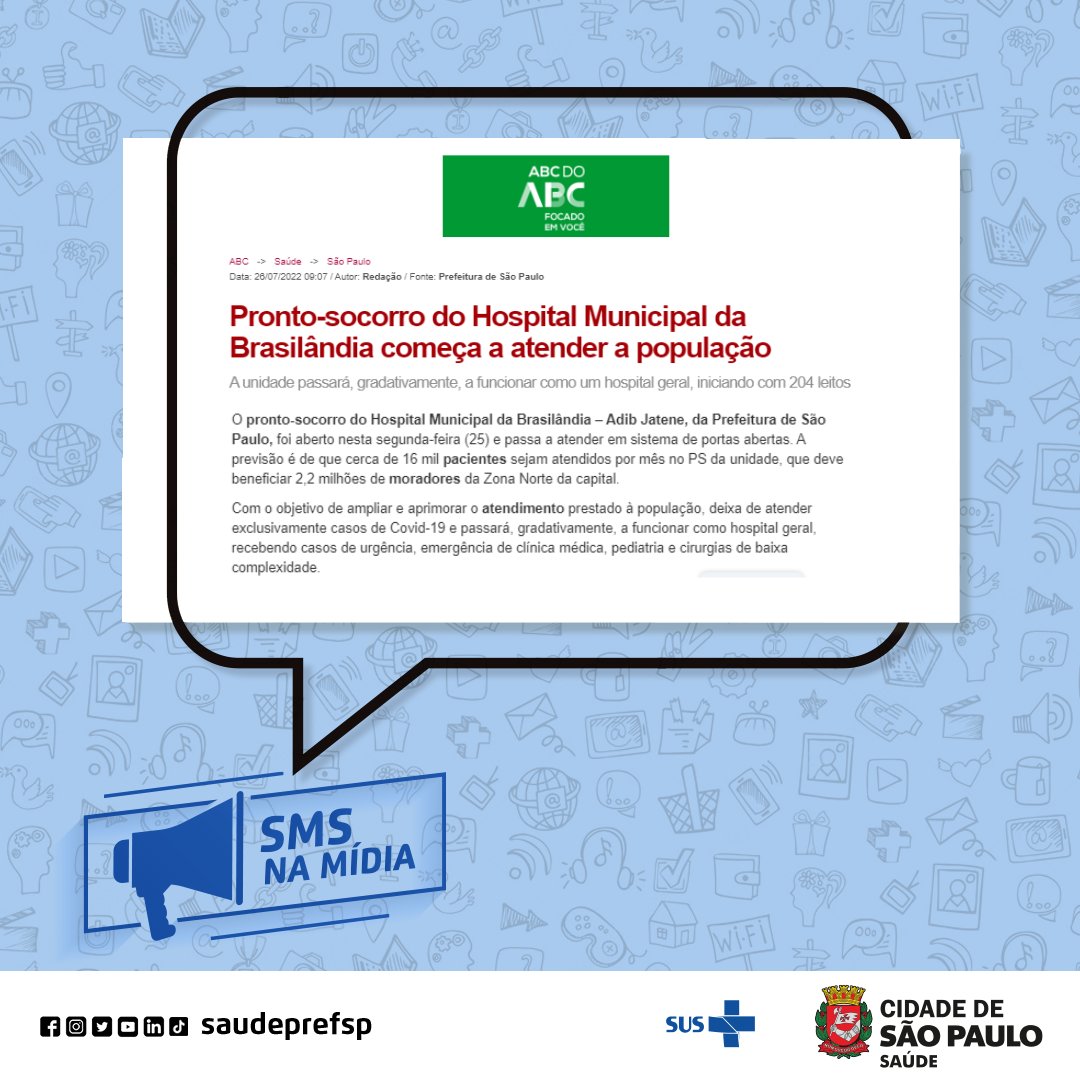 WI-FI
ABC DO
ABC
FOCADO
EM VOCÊ
ABC -> Saúde -> São Paulo
Data: 26/07/2022 09:07 / Autor: Redação / Fonte: Prefeitura de São Paulo
Pronto-socorro do Hospital Municipal da
Brasilândia começa a atender a população
A unidade passará, gradativamente, a funcionar como um hospital geral, iniciando com 204 leitos
O pronto-socorro do Hospital Municipal da Brasilândia – Adib Jatene, da Prefeitura de São
Paulo, foi aberto nesta segunda-feira (25) e passa a atender em sistema de portas abertas. A
previsão é de que cerca de 16 mil pacientes sejam atendidos por mês no PS da unidade, que deve
beneficiar 2,2 milhões de moradores da Zona Norte da capital.
Com o objetivo de ampliar e aprimorar o atendimento prestado à população, deixa de atender
exclusivamente casos de Covid-19 e passará, gradativamente, a funcionar como hospital geral,
recebendo casos de urgência, emergência de clínica médica, pediatria e cirurgias de baixa
complexidade.
SMS
NA MÍDIA
WI-FI
saudeprefsp
SUS
CIDADE DE
SÃO PAULO
SAÚDE